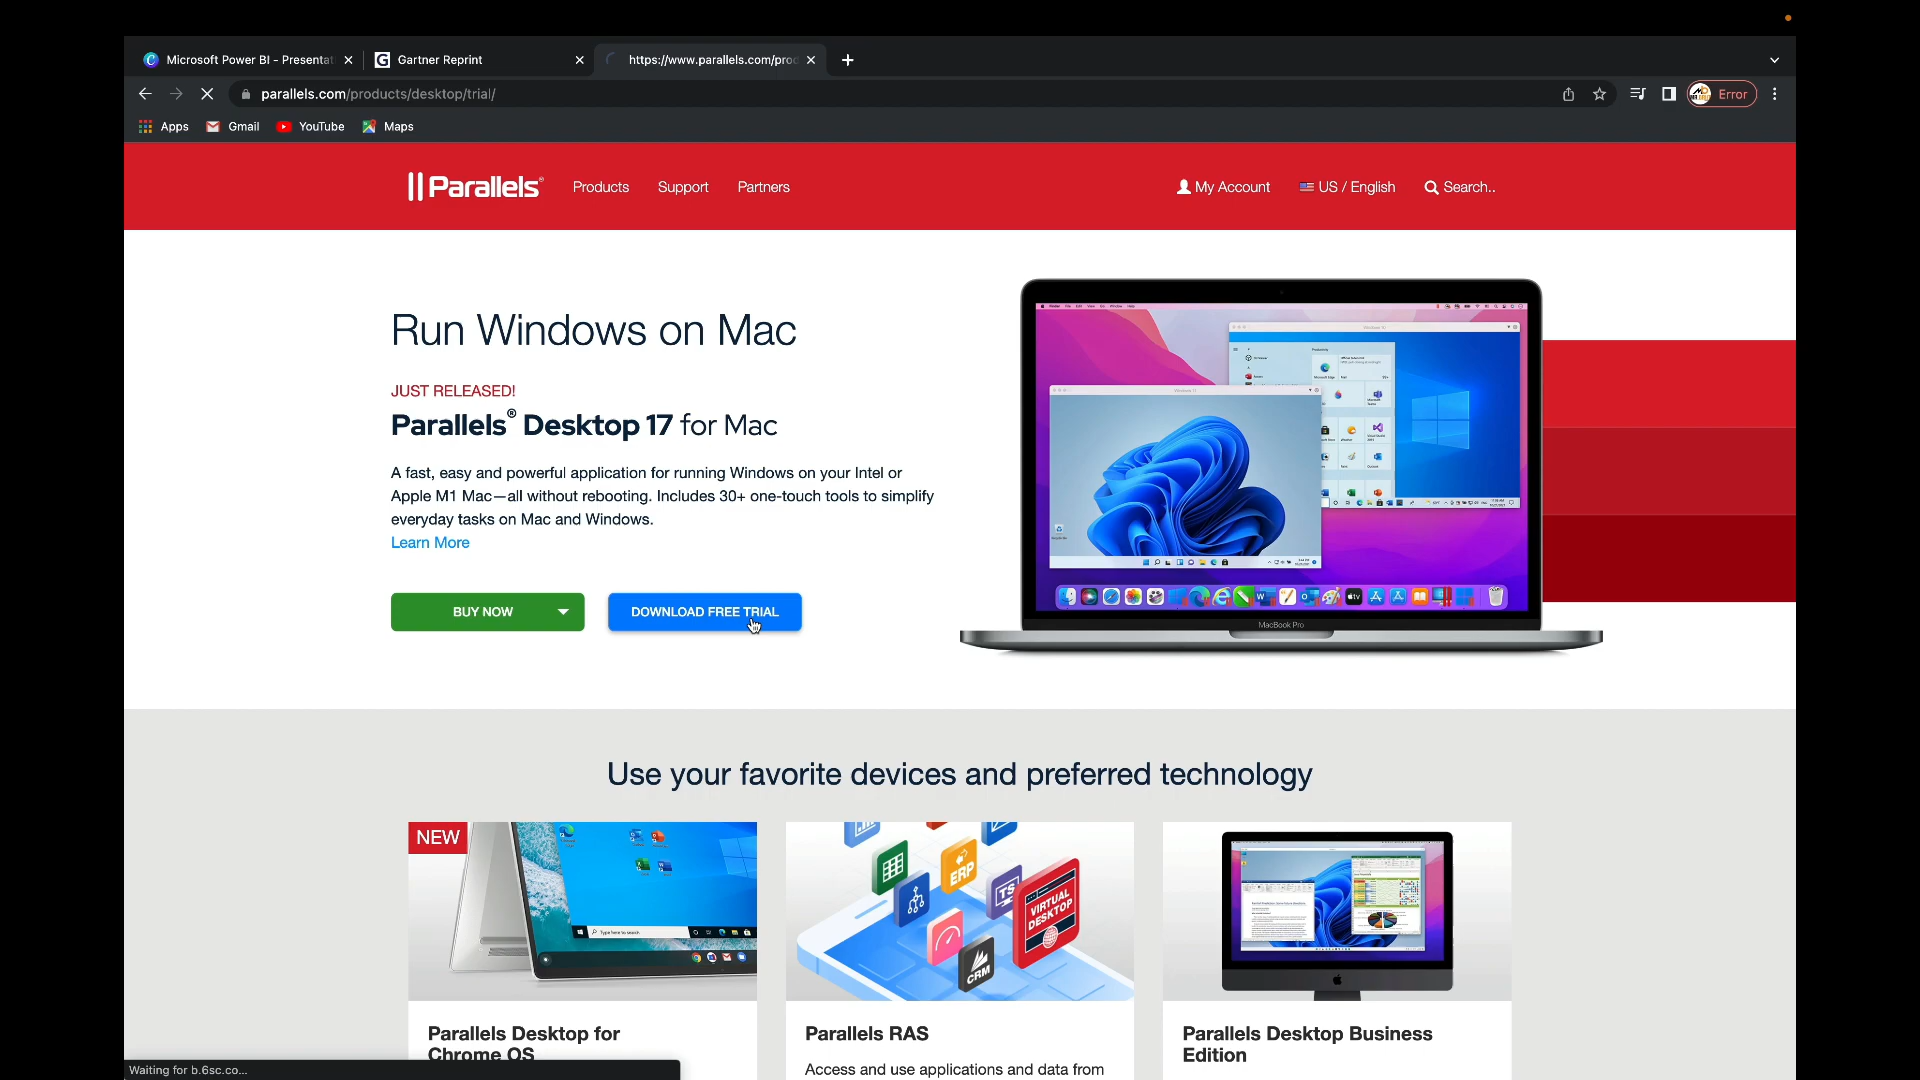 Microsoft Power BI - Presentat
Gartner Reprint
https://www.parallels.com/prod
parallels.com/products/desktop/trial/
Error
Apps
Gmail
YouTube
Maps
Parallels®
Products
Support
Partners
My Account
US / English
Search..
Run Windows on Mac
JUST RELEASED!
Parallels® Desktop 17 for Mac
A fast, easy and powerful application for running Windows on your Intel or
Apple M1 Mac—all without rebooting. Includes 30+ one-touch tools to simplify
everyday tasks on Mac and Windows.
Learn More
BUY NOW
DOWNLOAD FREE TRIAL
MacBook Pro
Use your favorite devices and preferred technology
NEW
Type here to search
ERP
TS
VIRTUAL
DESKTOP
CRM
Parallels Desktop for
Chrome OS
Parallels RAS
Access and use applications and data from
Parallels Desktop Business
Edition
Waiting for b.6sc.co...